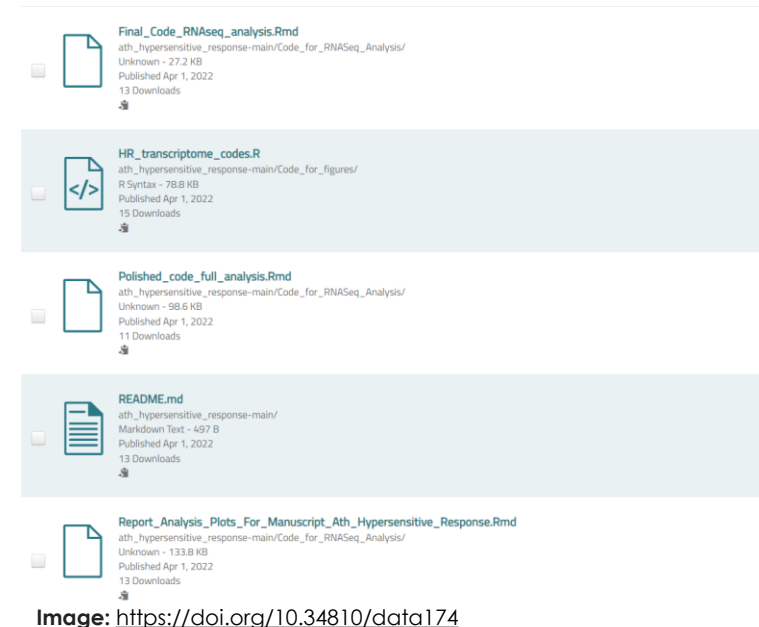 Final_Code_RNAseq_analysis.Rmd
ath_hypersensitive_response-main/Code_for_RNASeq_Analysis/
Unknown - 27.2 KB
Published Apr 1, 2022
13 Downloads
HR_transcriptome_codes.R
ath_hypersensitive_response-main/Code_for_figures/
</>
R Syntax - 78.8 KB
Published Apr 1, 2022
15 Downloads
Polished_code_full_analysis.Rmd
ath_hypersensitive_response-main/Code_for_RNASeq_Analysis/
Unknown - 98.6 KB
Published Apr 1, 2022
11 Downloads
README.md
ath_hypersensitive_response-main/
Markdown Text - 497 B
Published Apr 1, 2022
13 Downloads
Report_Analysis_Plots_For_Manuscript_Ath_Hypersensitive_Response.Rmd
ath_hypersensitive_response-main/Code_for_RNASeq_Analysis/
Unknown - 133.8 KB
Published Apr 1, 2022
13 Downloads
Image: https://doi.org/10.34810/data174